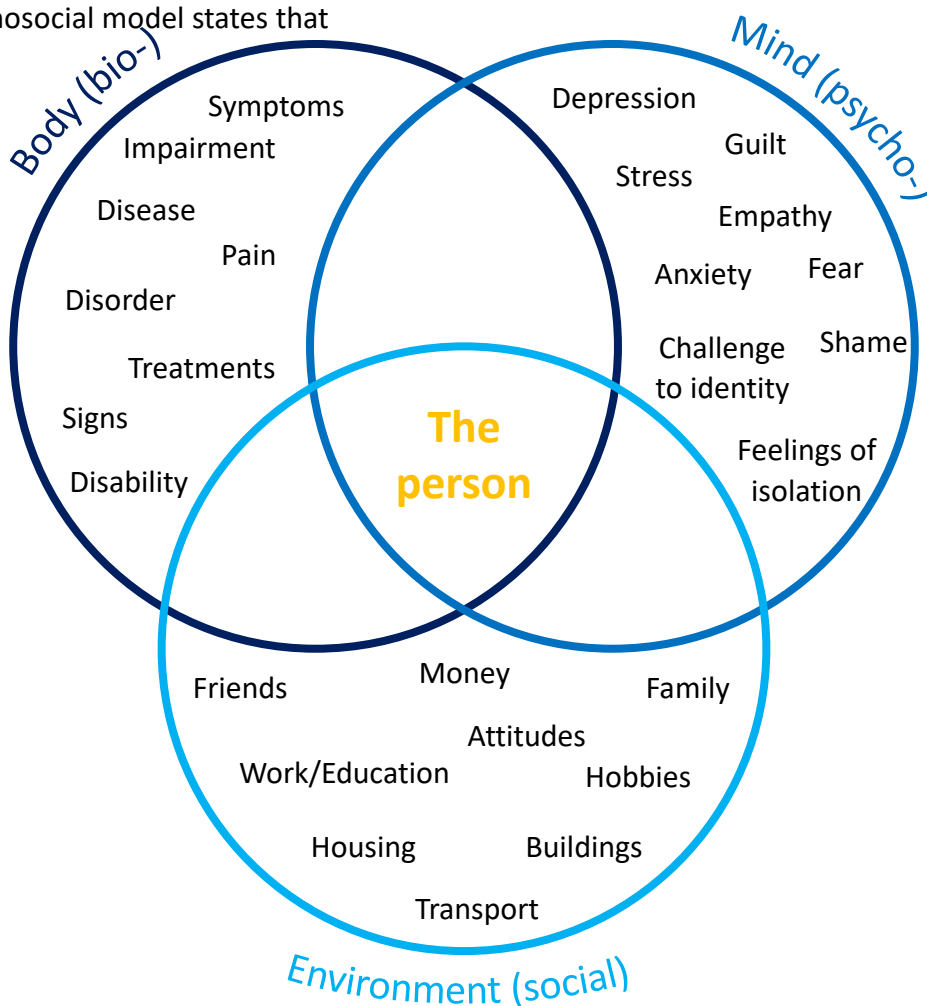 nosocial model states that
Body (bio-)
Symptoms
Impairment
Disease
Pain
Disorder
Treatments
Signs
Disability
Mind (psycho-)
Depression
Guilt
Stress
Empathy
Anxiety
Fear
Challenge
to identity
Shame
Feelings of
isolation
The
person
Friends
Money
Family
Attitudes
Work/Education
Hobbies
Housing
Buildings
Transport
Environment (social)